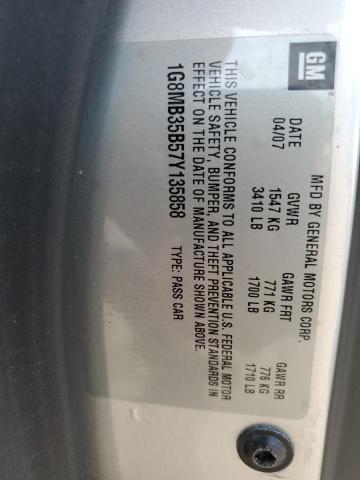 GM
MFD BY GENERAL MOTORS CORP.
DATE GVWR GAWR FRT GAWR RR
04/07 1547 KG 771 KG 776 KG
3410 LB 1700 LB 1710 LB
THIS VEHICLE CONFORMS TO ALL APPLICABLE U.S. FEDERAL MOTOR
VEHICLE SAFETY, BUMPER, AND THEFT PREVENTION STANDARDS IN
EFFECT ON THE DATE OF MANUFACTURE SHOWN ABOVE.
1G8MB35B57Y135888 TYPE: PASS CAR